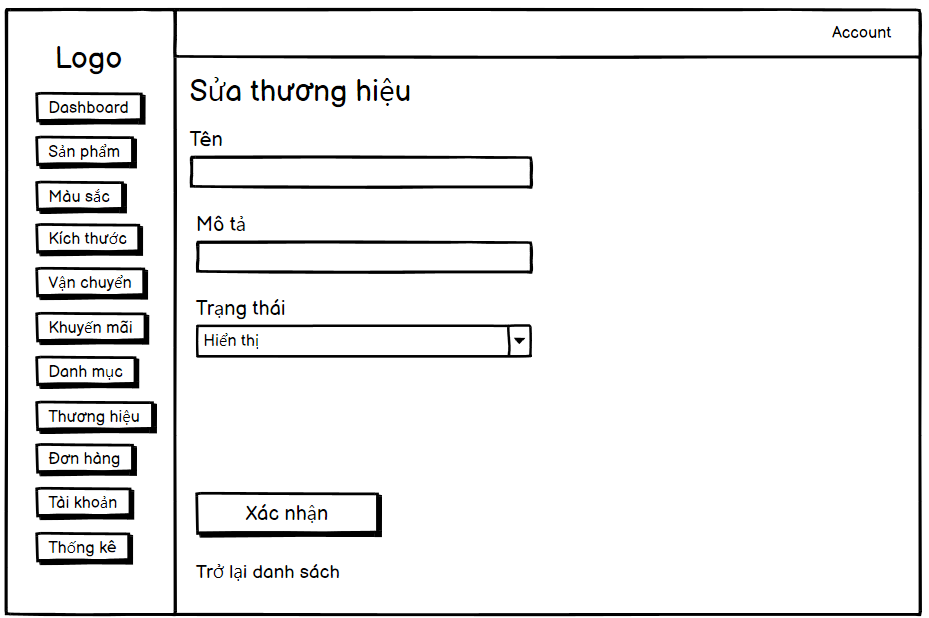 Logo
Account
Dashboard
Sản phẩm
Màu sắc
Kích thước
Vận chuyển
Khuyến mãi
Danh mục
Thương hiệu
Đơn hàng
Tài khoản
Thống kê
Sửa thương hiệu
Tên
Mô tả
Trạng thái
Hiển thị
Xác nhận
Trở lại danh sách